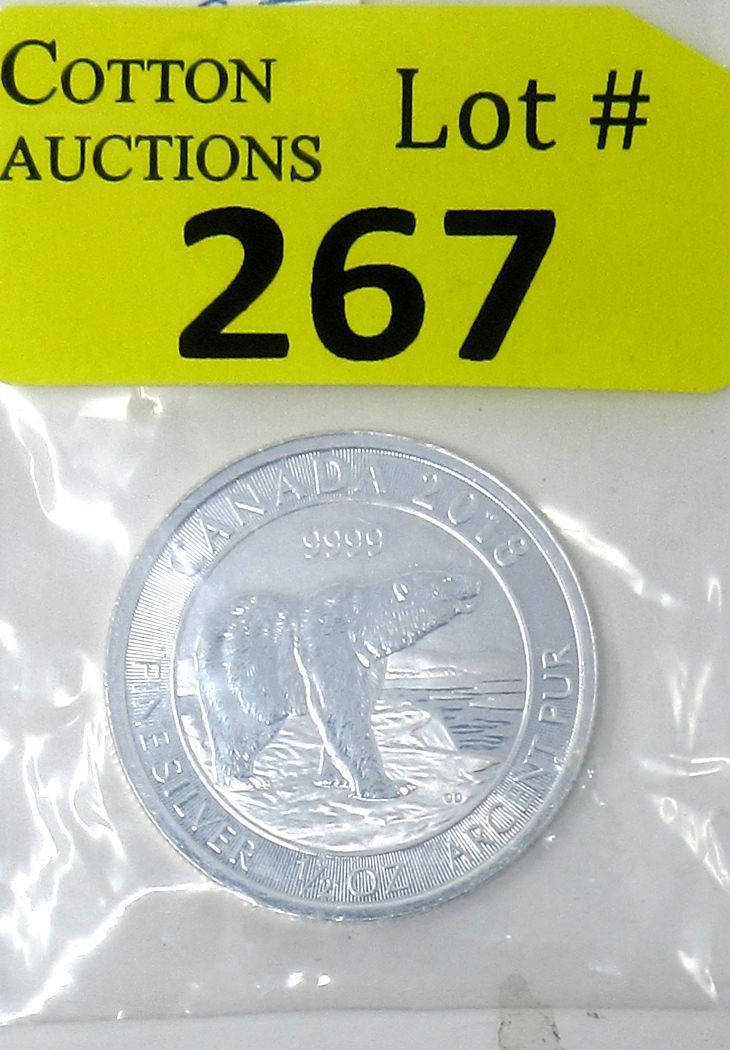 COTTON
AUCTIONS
Lot #
267
CANADA 2018
9999
FINE SILVER 1/2 OZ ARGENT PUR